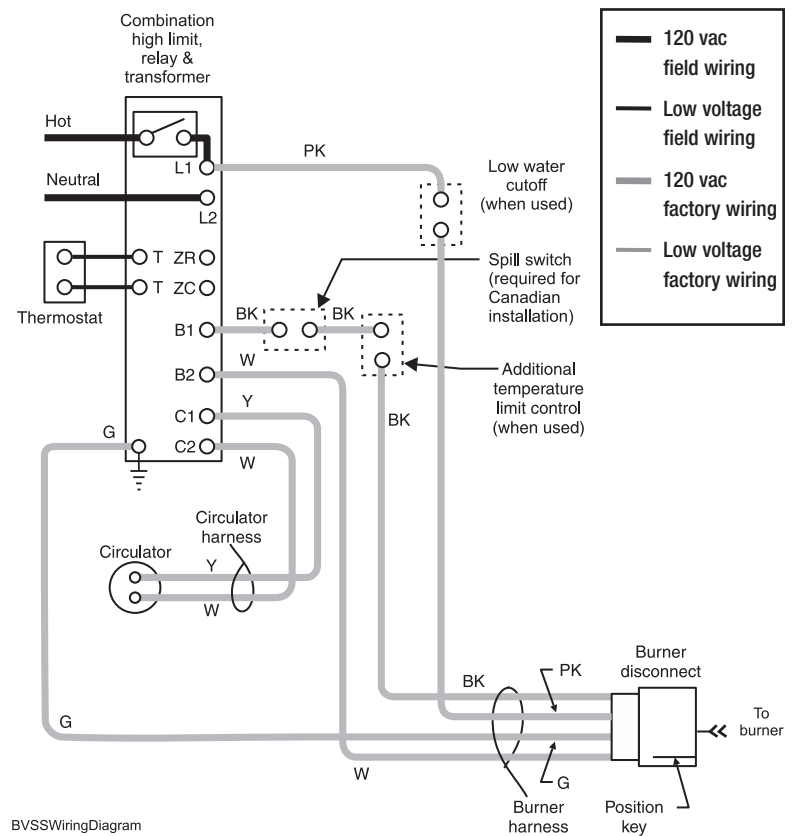 Combination
high limit,
relay &
transformer
120 vac
field wiring
Low voltage
field wiring
120 vac
factory wiring
Low voltage
factory wiring
Hot
L1
PK
Neutral
L2
Low water
cutoff
(when used)
T ZR
T ZC
Thermostat
Spill switch
(required for
Canadian
installation)
B1
BK
BK
B2
W
Additional
temperature
limit control
(when used)
C1
Y
BK
G
C2
W
Circulator
harness
Circulator
Y
W
Burner
disconnect
BK
PK
To
burner
G
W
G
Burner
harness
Position
key
BVSSWiringDiagram